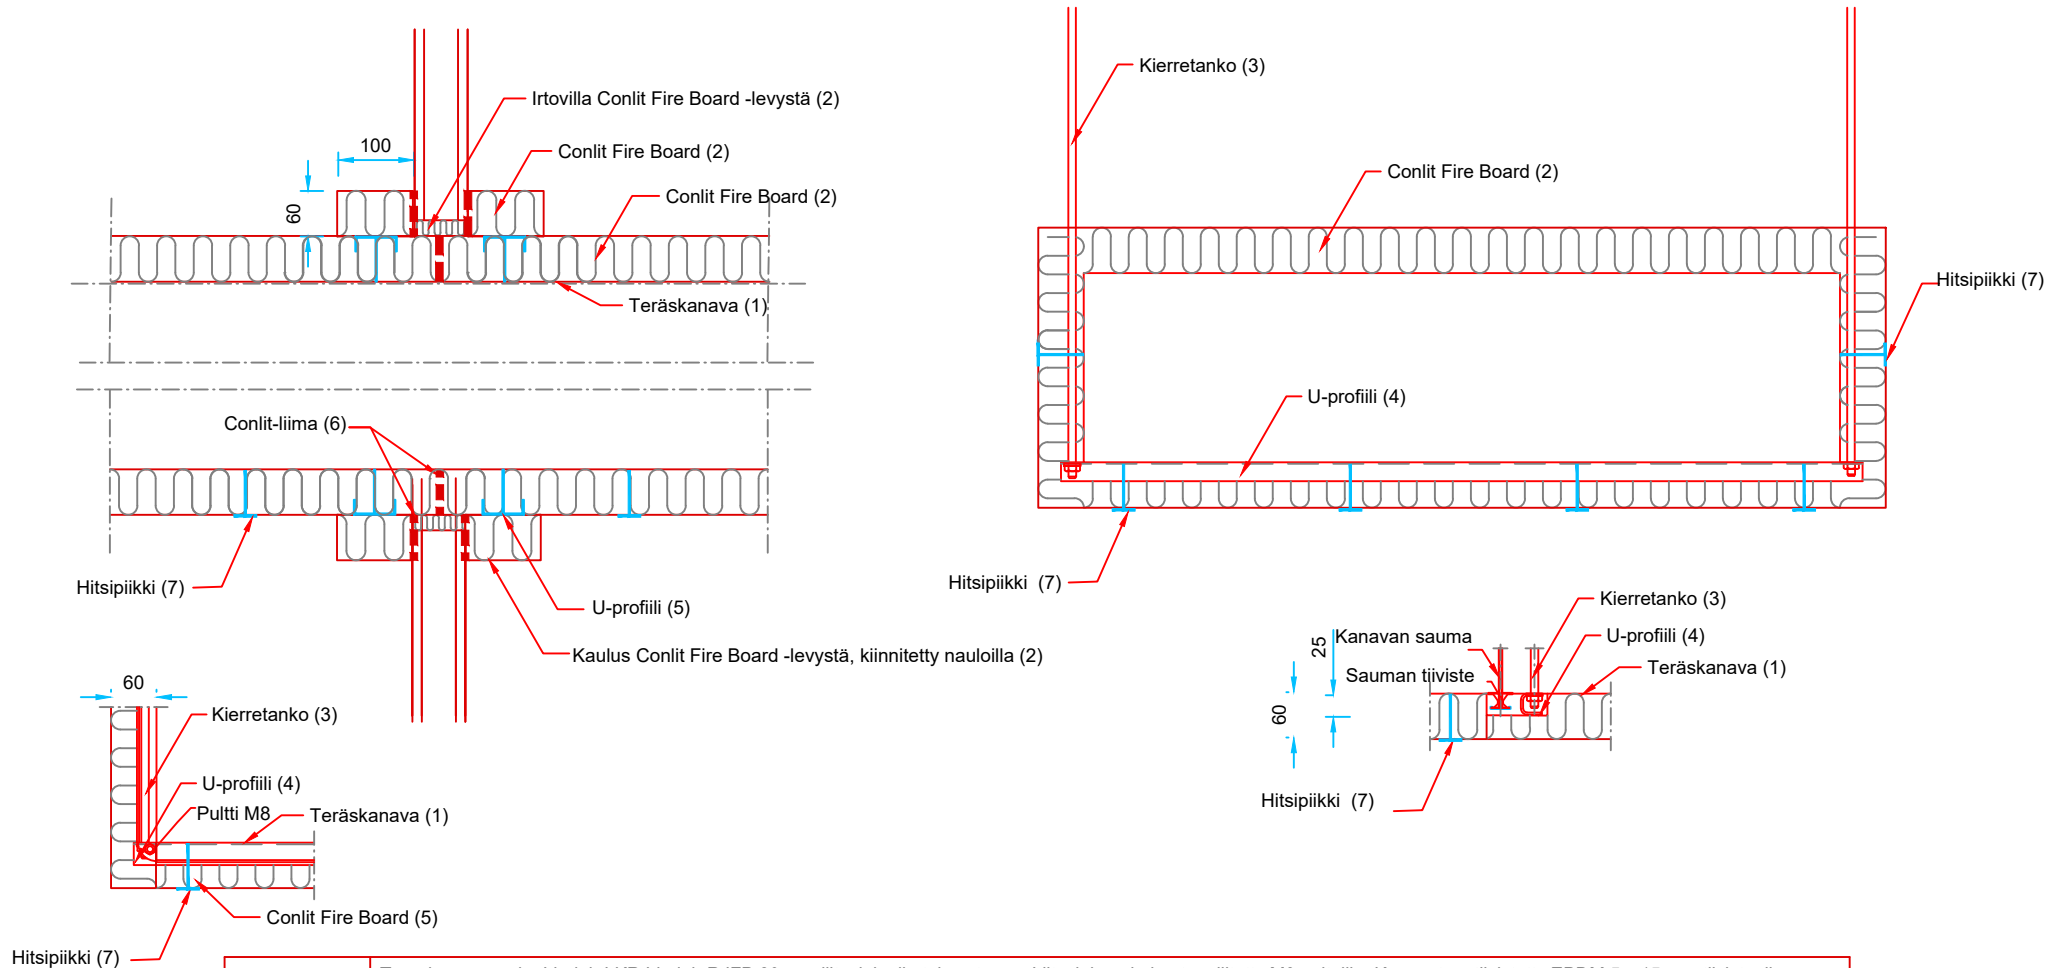 Irtovilla Conlit Fire Board -levystä (2)
100
Conlit Fire Board (2)
Conlit Fire Board (2)
60
Teräskanava (1)
Conlit-liima (6)
Hitsipiikki (7)
U-profiili (5)
Kaulus Conlit Fire Board -levystä, kiinnitetty nauloilla (2)
Kierretanko (3)
Conlit Fire Board (2)
Hitsipiikki (7)
U-profiili (4)
Hitsipiikki (7)
60
Kierretanko (3)
U-profiili (4)
Pultti M8
Teräskanava (1)
Conlit Fire Board (5)
Hitsipiikki (7)
Kierretanko (3)
25
Kanavan sauma
U-profiili (4)
Teräskanava (1)
Sauman tiiviste
60
Hitsipiikki (7)